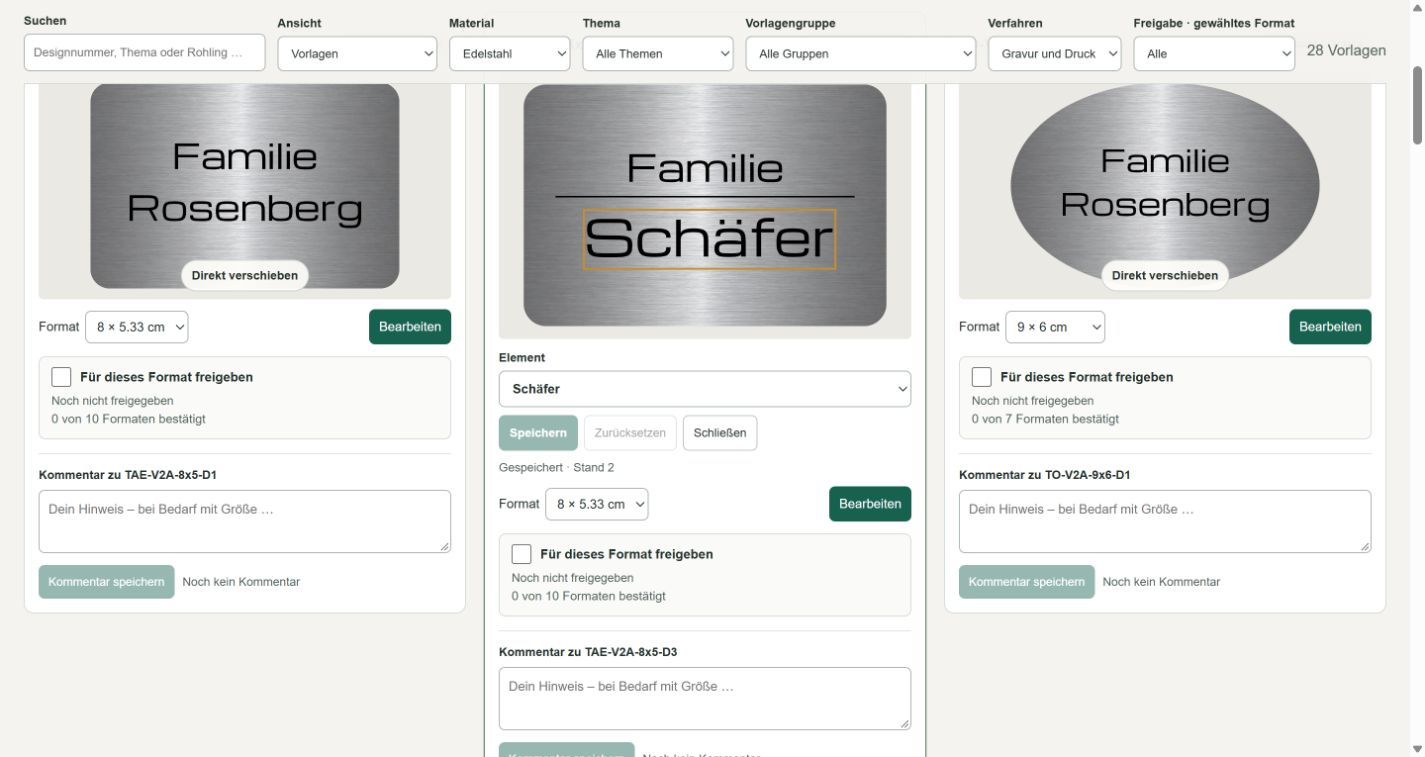 Suchen
Ansicht
Material
Thema
Vorlagengruppe
Verfahren
Freigabe · gewähltes Format
Designnummer, Thema oder Rohling …
Vorlagen
Edelstahl
Alle Themen
Alle Gruppen
Gravur und Druck
Alle
28 Vorlagen
Familie
Rosenberg
Direkt verschieben
Format
8 × 5.33 cm
Bearbeiten
Für dieses Format freigeben
Noch nicht freigegeben
0 von 10 Formaten bestätigt
Kommentar zu TAE-V2A-8x5-D1
Dein Hinweis – bei Bedarf mit Größe …
Kommentar speichern
Noch kein Kommentar
Familie
Schäfer
Element
Schäfer
Speichern
Zurücksetzen
Schließen
Gespeichert · Stand 2
Format
8 × 5.33 cm
Bearbeiten
Für dieses Format freigeben
Noch nicht freigegeben
0 von 10 Formaten bestätigt
Kommentar zu TAE-V2A-8x5-D3
Dein Hinweis – bei Bedarf mit Größe …
Familie
Rosenberg
Direkt verschieben
Format
9 × 6 cm
Bearbeiten
Für dieses Format freigeben
Noch nicht freigegeben
0 von 7 Formaten bestätigt
Kommentar zu TO-V2A-9x6-D1
Dein Hinweis – bei Bedarf mit Größe …
Kommentar speichern
Noch kein Kommentar